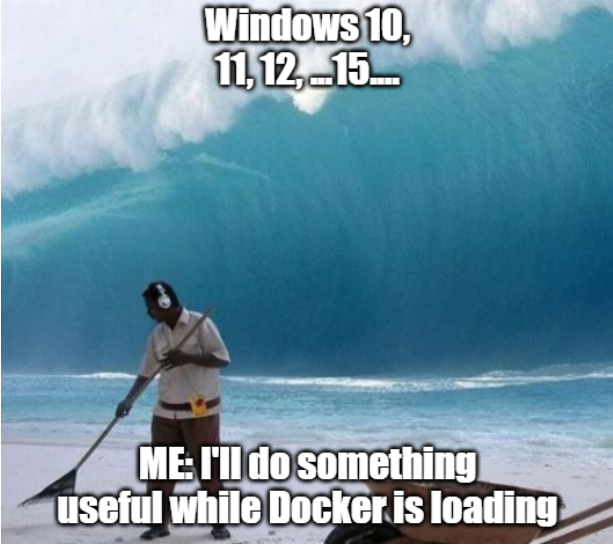 Windows 10,
11, 12, ...15....
ME: I'll do something
useful while Docker is loading